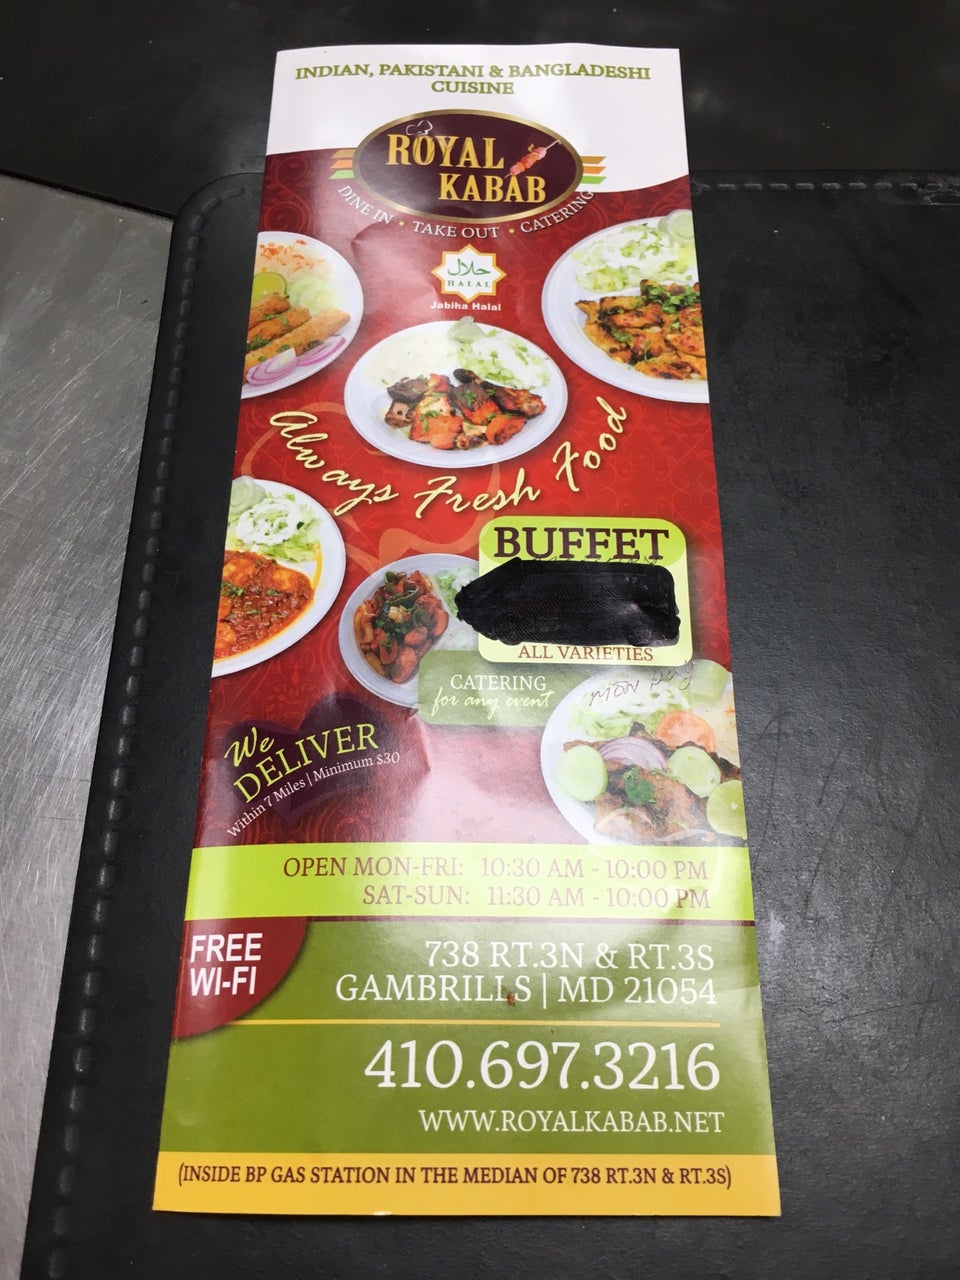 INDIAN, PAKISTANI & BANGLADESHI
CUISINE
ROYAL
KABAB
DINE IN • TAKE OUT • CATERING
حلال
HALAL
Jabiha Halal
Always Fresh Food
BUFFET
ALL VARIETIES
CATERING
for any event
We
DELIVER
Within 7 Miles | Minimum $30
OPEN MON-FRI: 10:30 AM - 10:00 PM
SAT-SUN: 11:30 AM - 10:00 PM
FREE
WI-FI
738 RT.3N & RT.3S
GAMBRILLS | MD 21054
410.697.3216
WWW.ROYALKABAB.NET
(INSIDE BP GAS STATION IN THE MEDIAN OF 738 RT.3N & RT.3S)